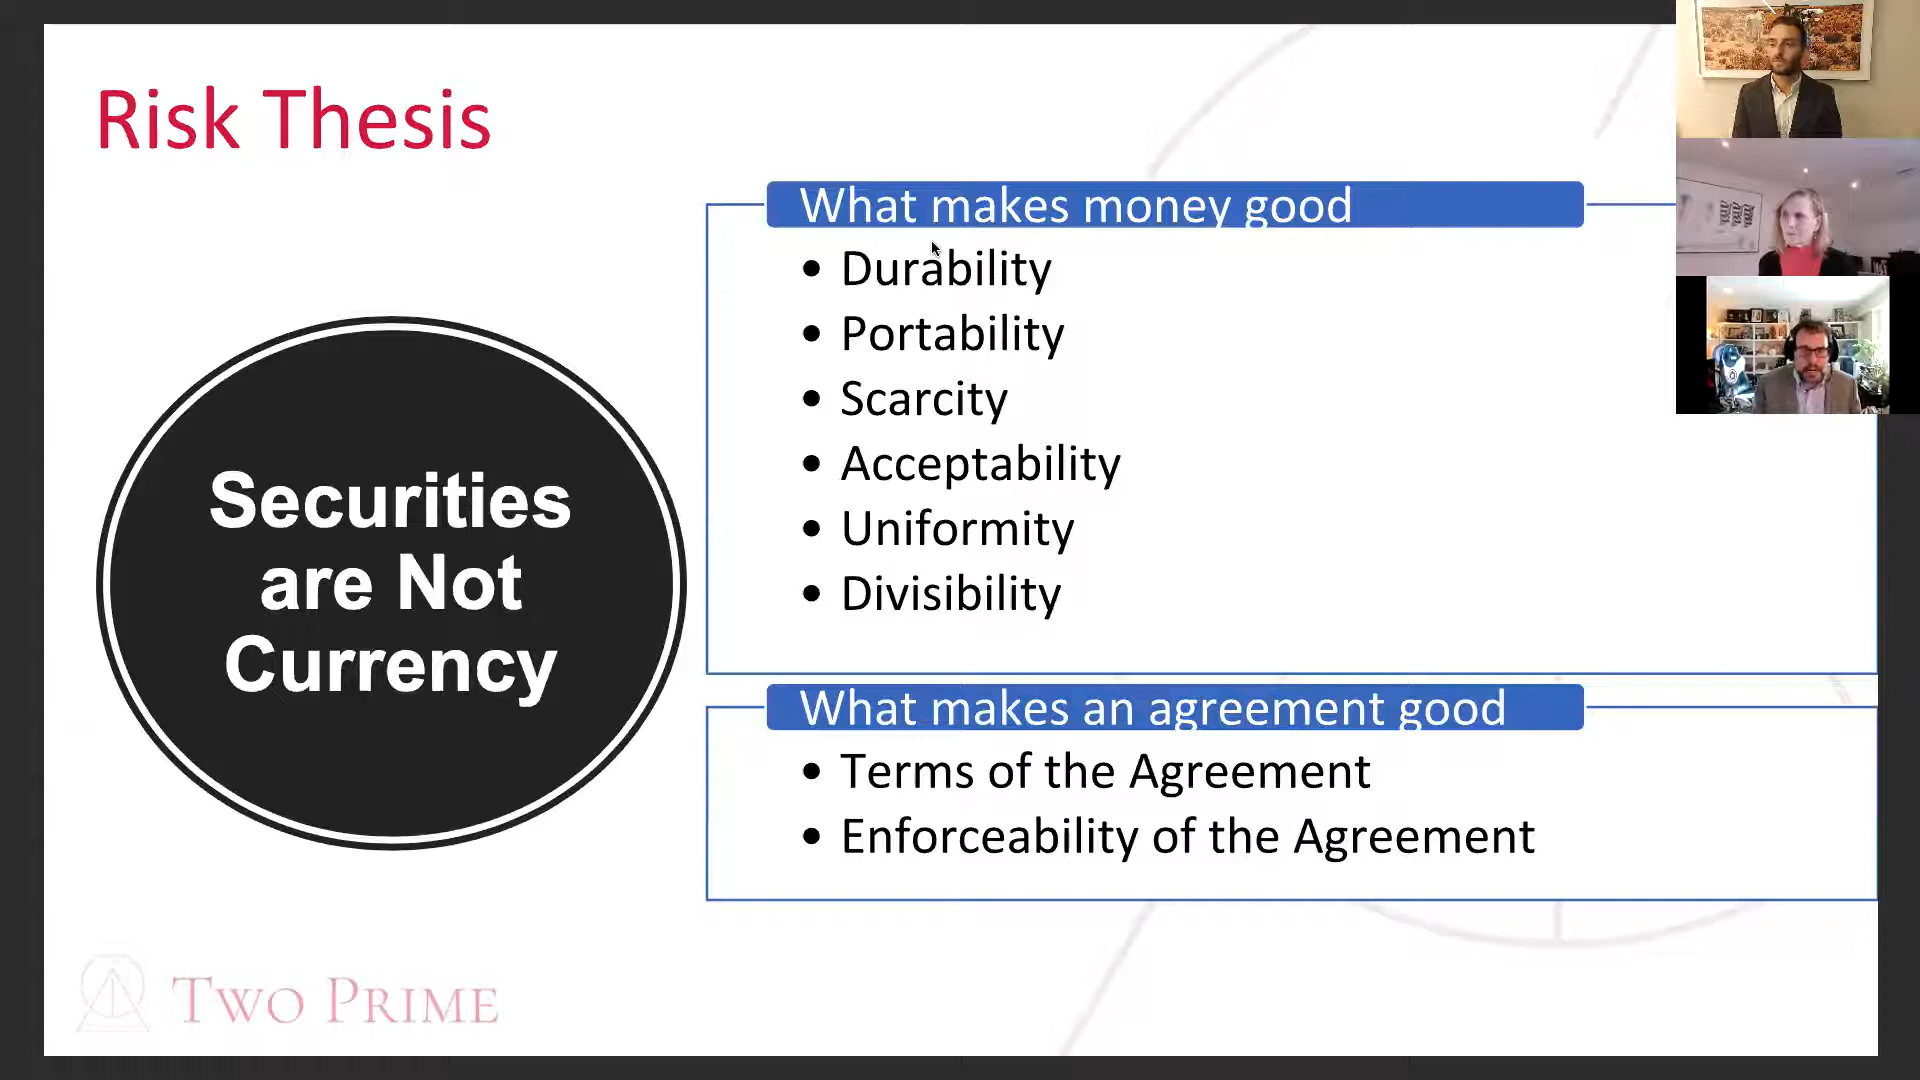 Risk Thesis
Securities
are Not
Currency
What makes money good
• Durability
• Portability
• Scarcity
• Acceptability
• Uniformity
• Divisibility
What makes an agreement good
• Terms of the Agreement
• Enforceability of the Agreement
TWO PRIME